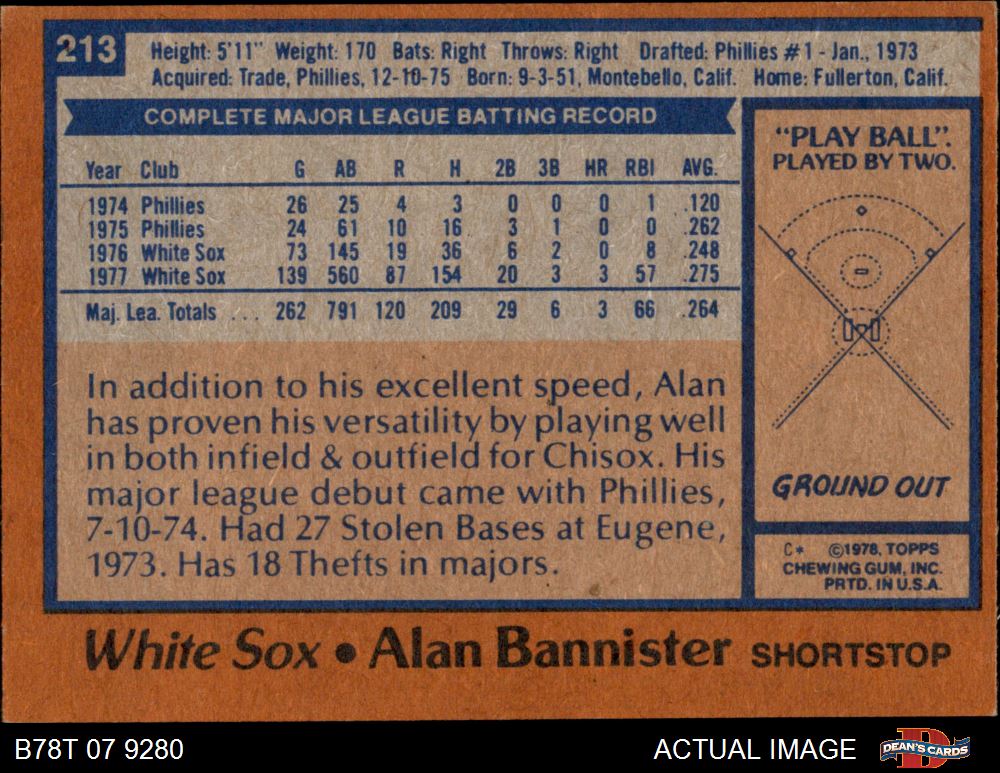 213
Height: 5'11" Weight: 170 Bats: Right Throws: Right Drafted: Phillies #1 - Jan., 1973
Acquired: Trade, Phillies, 12-10-75 Born: 9-3-51, Montebello, Calif. Home: Fullerton, Calif.
COMPLETE MAJOR LEAGUE BATTING RECORD
Year Club G AB R H 2B 3B HR RBI AVG.
1974 Phillies 26 25 4 3 0 0 0 1 .120
1975 Phillies 24 61 10 16 3 1 0 0 .262
1976 White Sox 73 145 19 36 6 2 0 8 .248
1977 White Sox 139 560 87 154 20 3 3 57 .275
Maj. Lea. Totals ... 262 791 120 209 29 6 3 66 .264
In addition to his excellent speed, Alan
has proven his versatility by playing well
in both infield & outfield for Chisox. His
major league debut came with Phillies,
7-10-74. Had 27 Stolen Bases at Eugene,
1973. Has 18 Thefts in majors.
"PLAY BALL".
PLAYED BY TWO.
GROUND OUT
C* ©1978, TOPPS
CHEWING GUM, INC.
PRTD. IN U.S.A.
White Sox • Alan Bannister SHORTSTOP
B78T 07 9280
ACTUAL IMAGE
DEAN'S CARDS